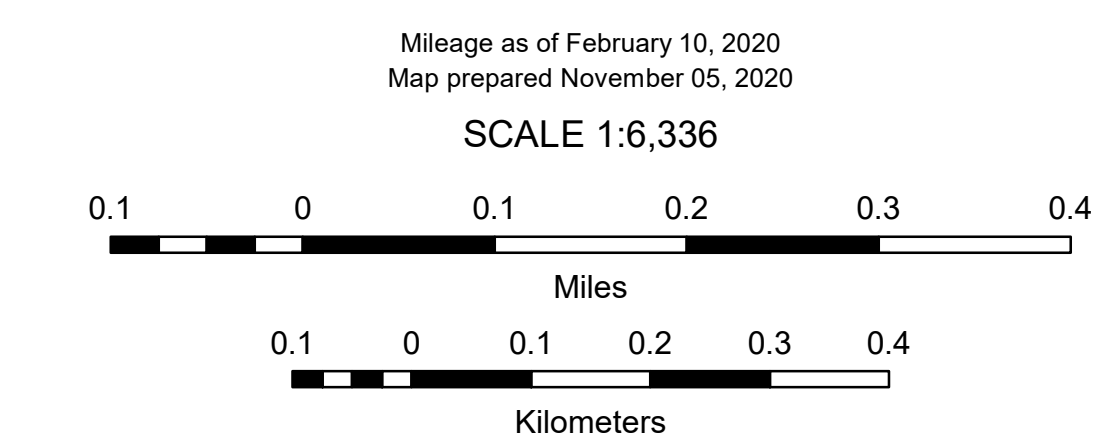 Mileage as of February 10, 2020
Map prepared November 05, 2020
SCALE 1:6,336
0.1 0 0.1 0.2 0.3 0.4
Miles
0.1 0 0.1 0.2 0.3 0.4
Kilometers